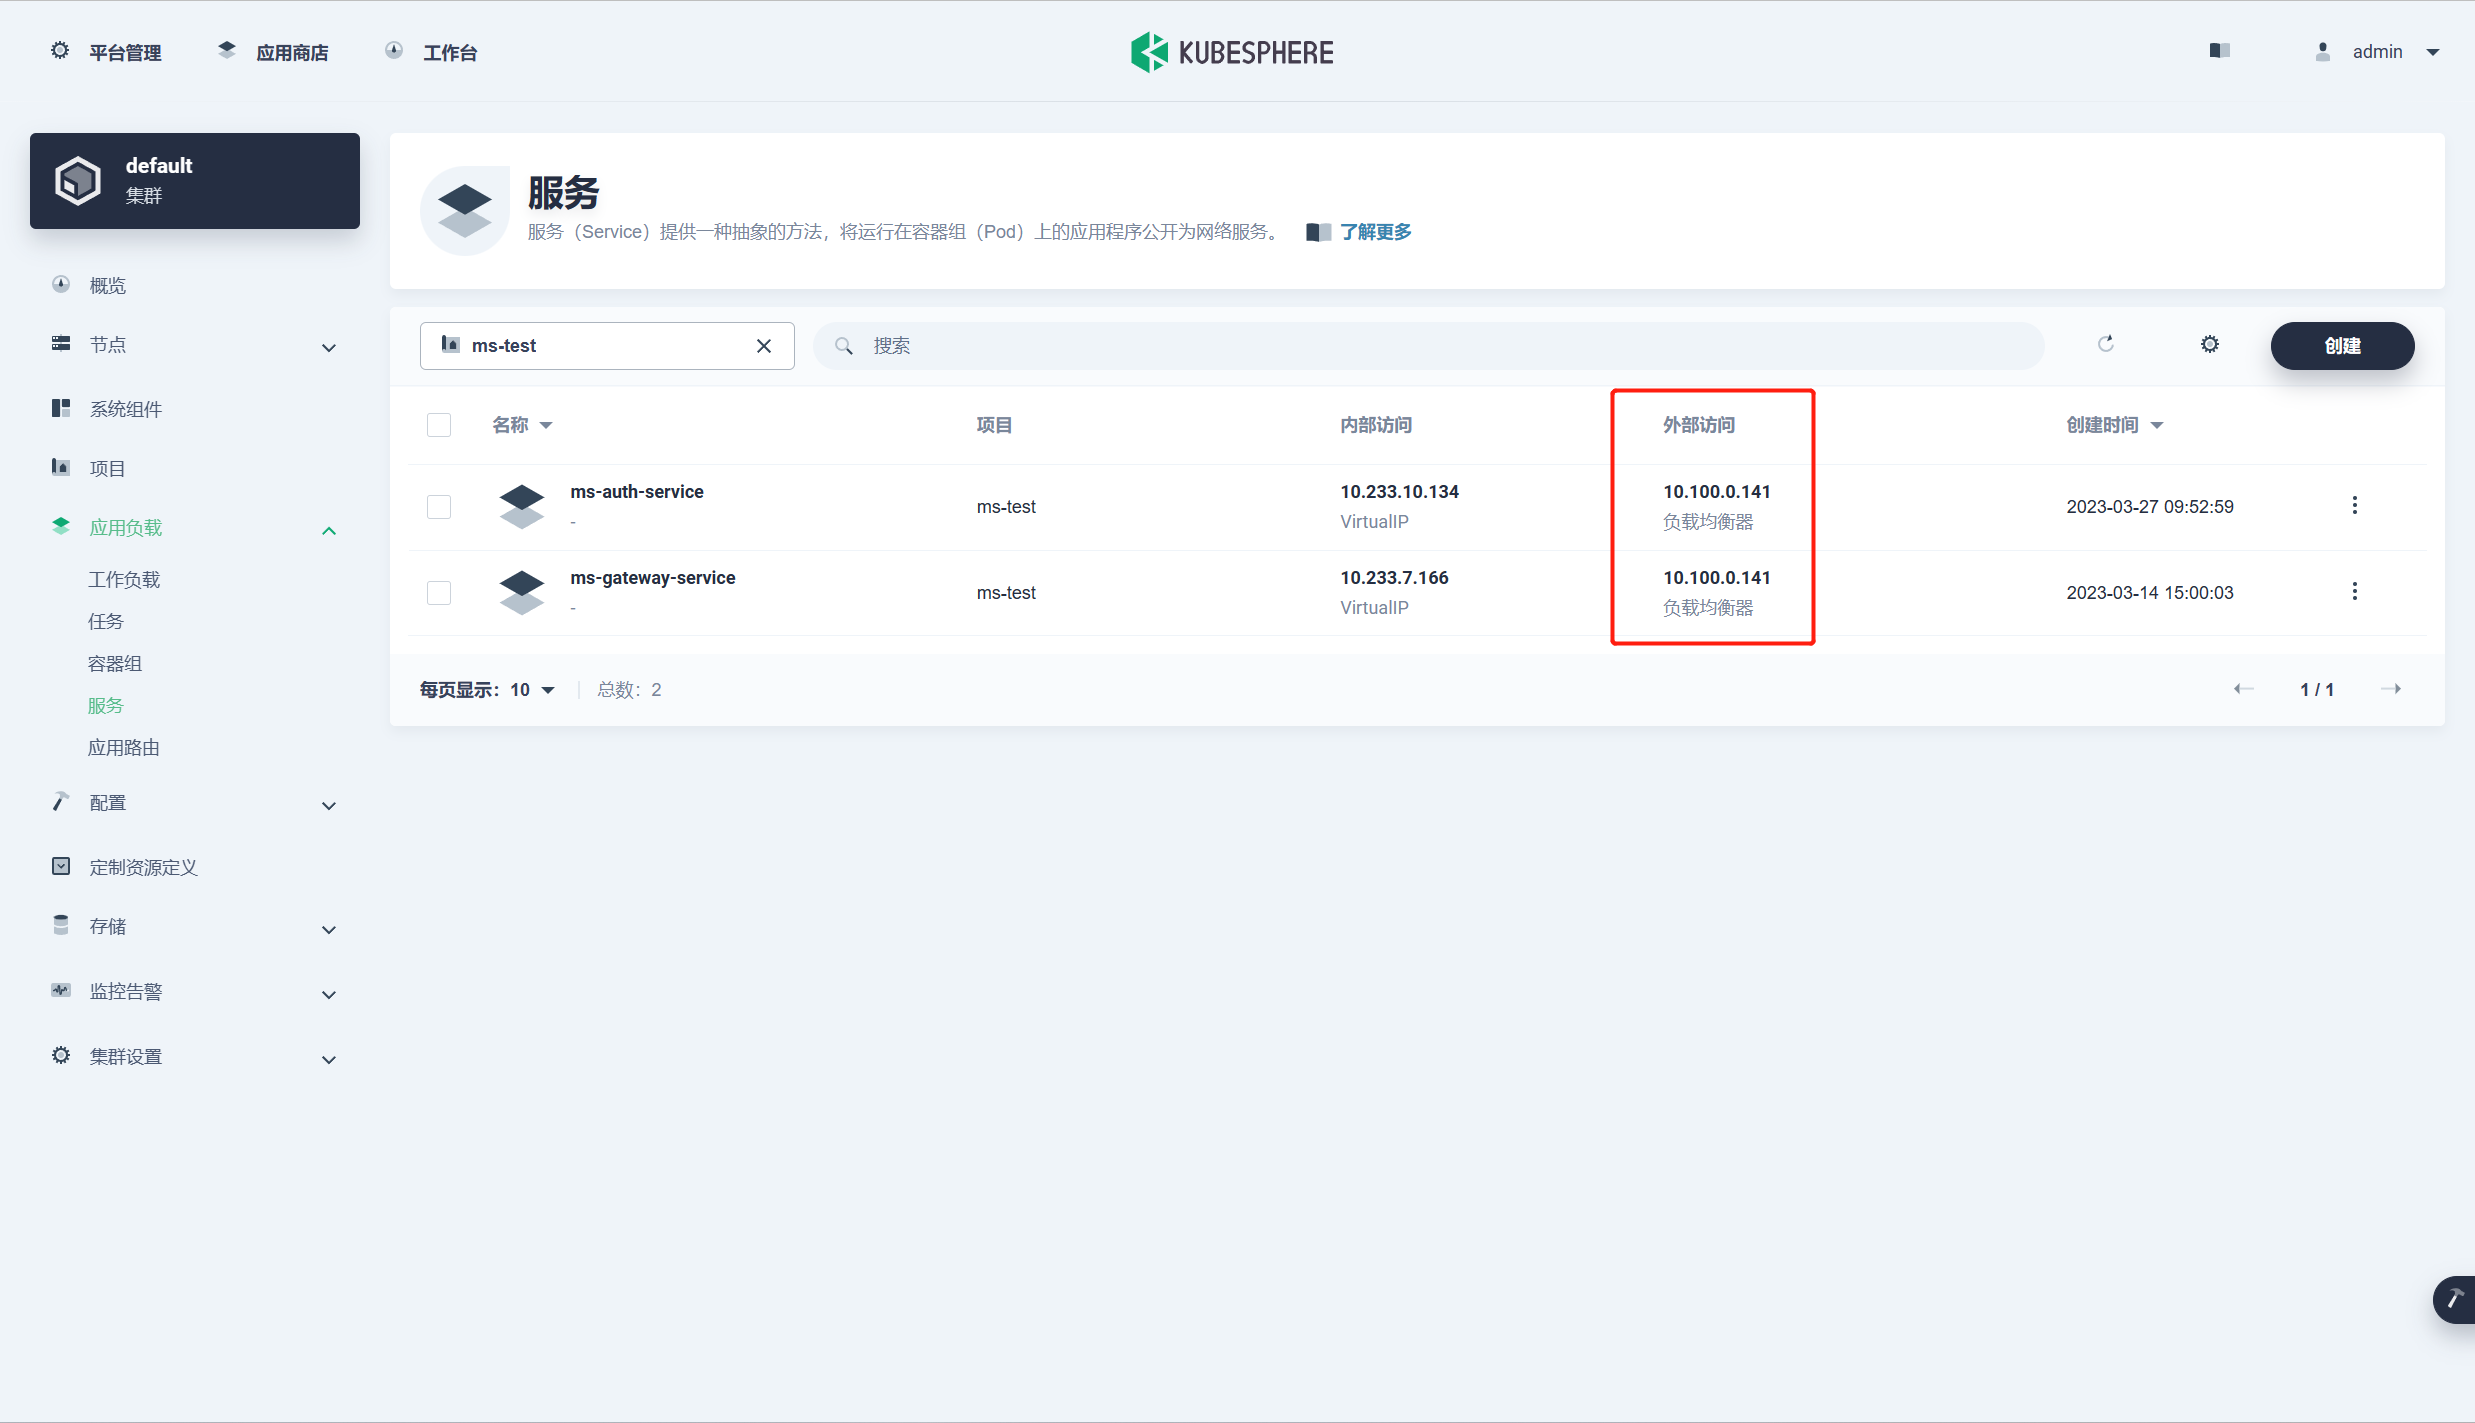 平台管理
应用商店
工作台
KUBESPHERE
admin
default
集群
概览
节点
系统组件
项目
应用负载
工作负载
任务
容器组
服务
应用路由
配置
定制资源定义
存储
监控告警
集群设置
服务
服务（Service）提供一种抽象的方法，将运行在容器组（Pod）上的应用程序公开为网络服务。 了解更多
ms-test
搜索
创建
名称 项目 内部访问 外部访问 创建时间
ms-auth-service
-
ms-test
10.233.10.134
VirtualIP
10.100.0.141
负载均衡器
2023-03-27 09:52:59
ms-gateway-service
-
ms-test
10.233.7.166
VirtualIP
10.100.0.141
负载均衡器
2023-03-14 15:00:03
每页显示：10
总数：2
1 / 1